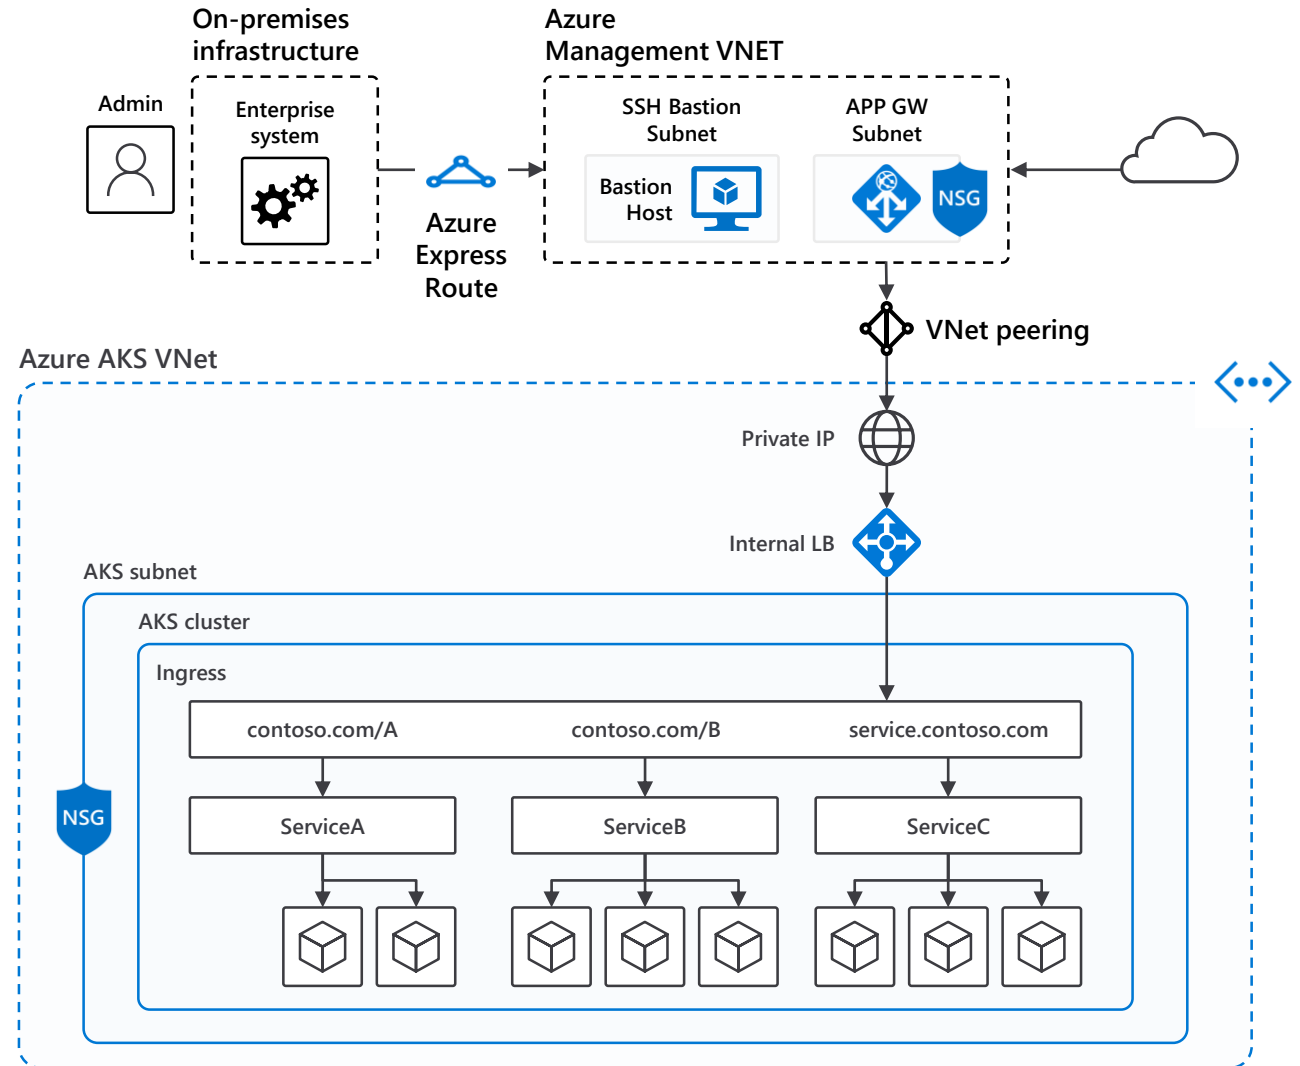 On-premises
infrastructure
Azure
Management VNET
Admin
Enterprise
system
SSH Bastion
Subnet
APP GW
Subnet
Bastion
Host
NSG
Azure
Express
Route
VNet peering
Azure AKS VNet
Private IP
Internal LB
AKS subnet
AKS cluster
Ingress
contoso.com/A
contoso.com/B
service.contoso.com
NSG
ServiceA
ServiceB
ServiceC